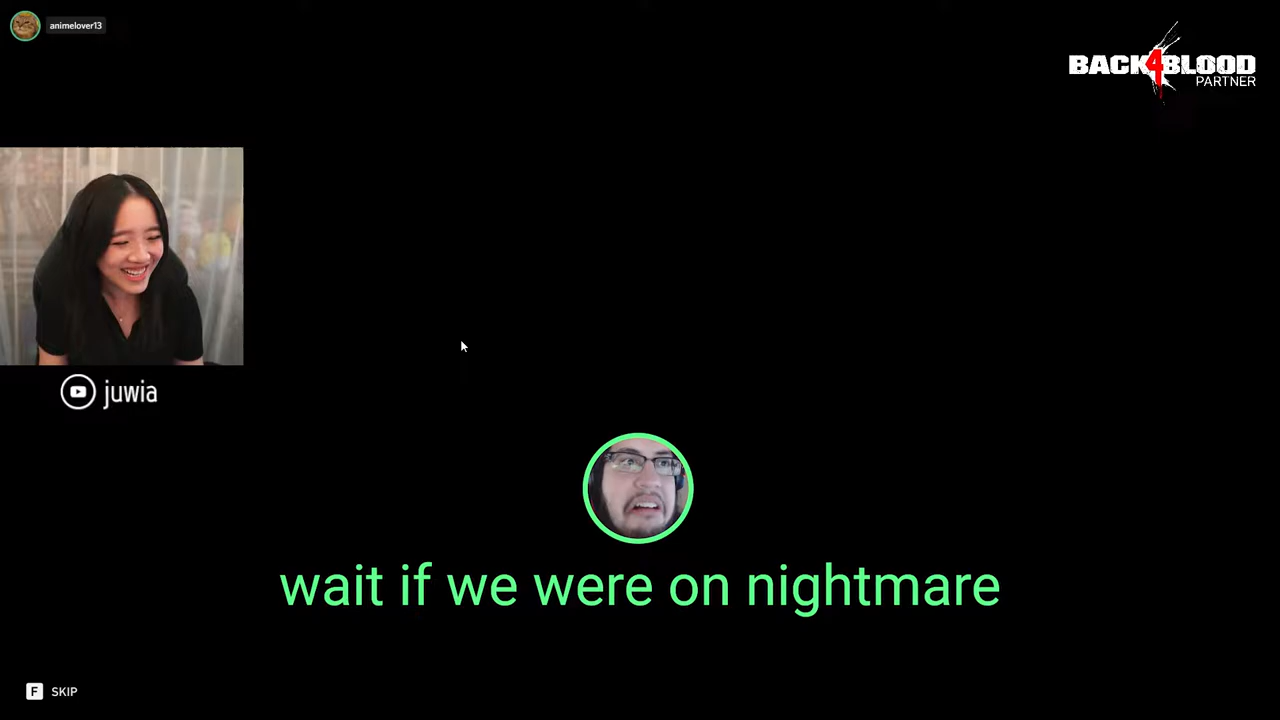 animelover13
BACK4BLOOD
PARTNER
juwia
wait if we were on nightmare
F SKIP